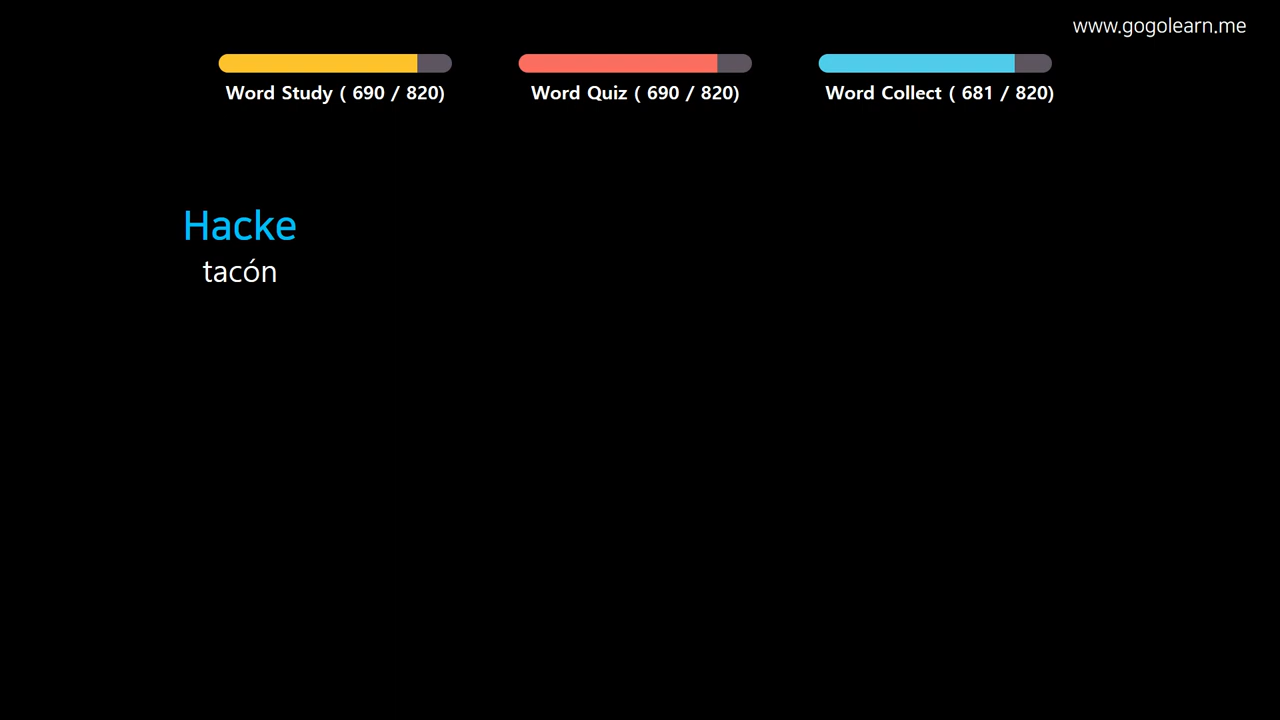 www.gogolearn.me
Word Study ( 690 / 820)
Word Quiz ( 690 / 820)
Word Collect ( 681 / 820)
Hacke
tacón